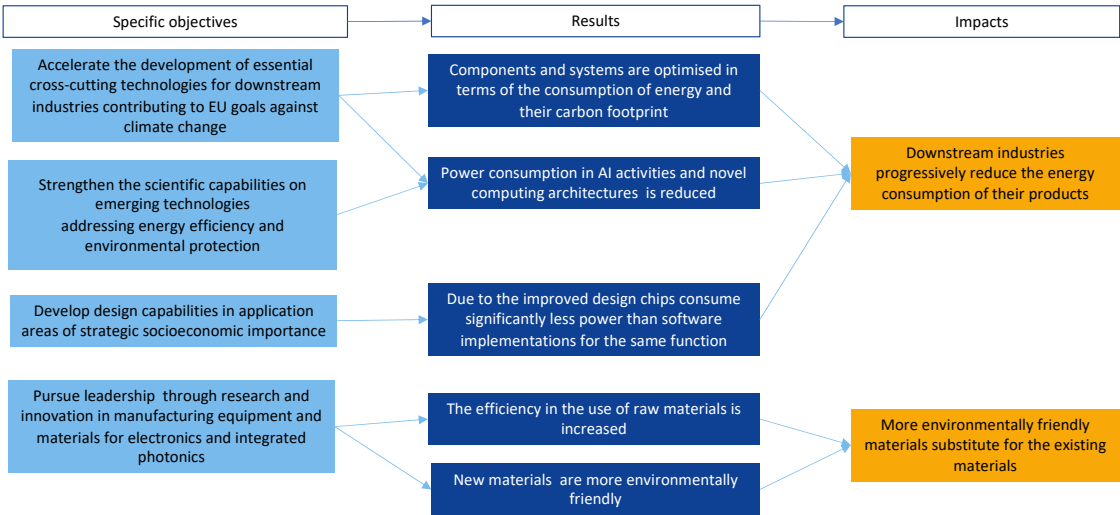 Specific objectives
Results
Impacts
Accelerate the development of essential
cross-cutting technologies for downstream
industries contributing to EU goals against
climate change
Strengthen the scientific capabilities on
emerging technologies
addressing energy efficiency and
environmental protection
Develop design capabilities in application
areas of strategic socioeconomic importance
Pursue leadership through research and
innovation in manufacturing equipment and
materials for electronics and integrated
photonics
Components and systems are optimised in
terms of the consumption of energy and
their carbon footprint
Power consumption in AI activities and novel
computing architectures is reduced
Due to the improved design chips consume
significantly less power than software
implementations for the same function
The efficiency in the use of raw materials is
increased
New materials are more environmentally
friendly
Downstream industries
progressively reduce the energy
consumption of their products
More environmentally friendly
materials substitute for the existing
materials